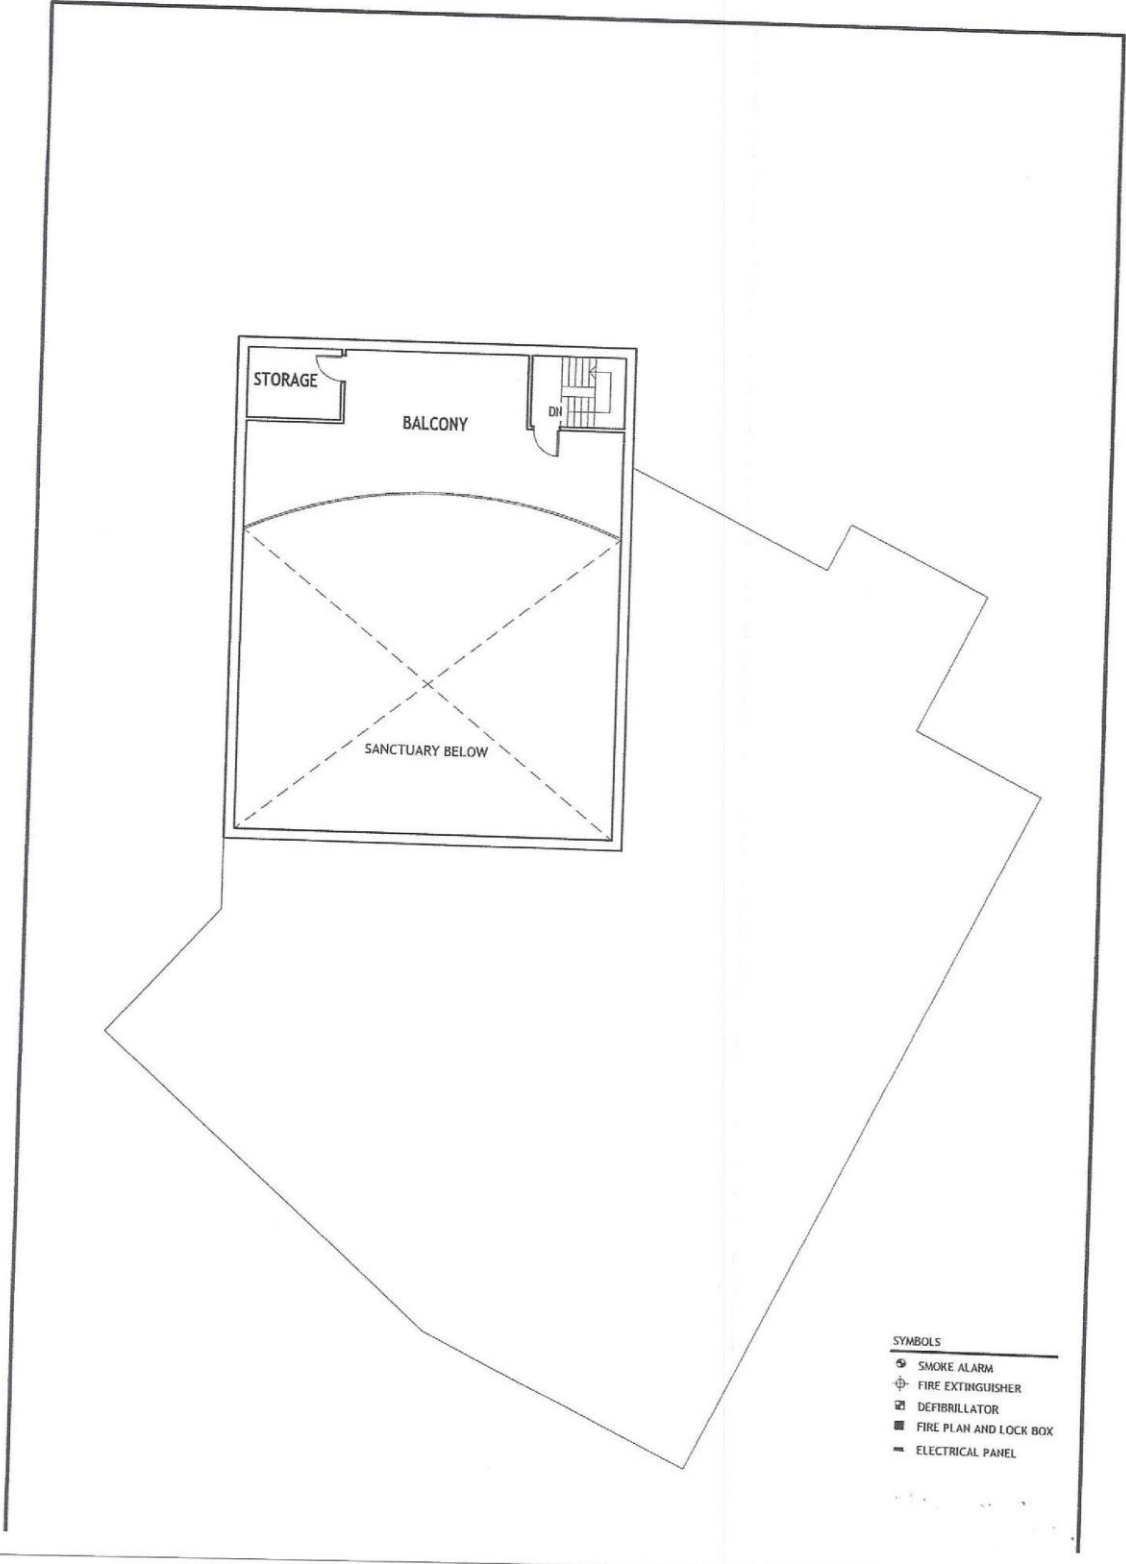 STORAGE
BALCONY
DN
SANCTUARY BELOW
SYMBOLS
SMOKE ALARM
FIRE EXTINGUISHER
DEFIBRILLATOR
FIRE PLAN AND LOCK BOX
ELECTRICAL PANEL